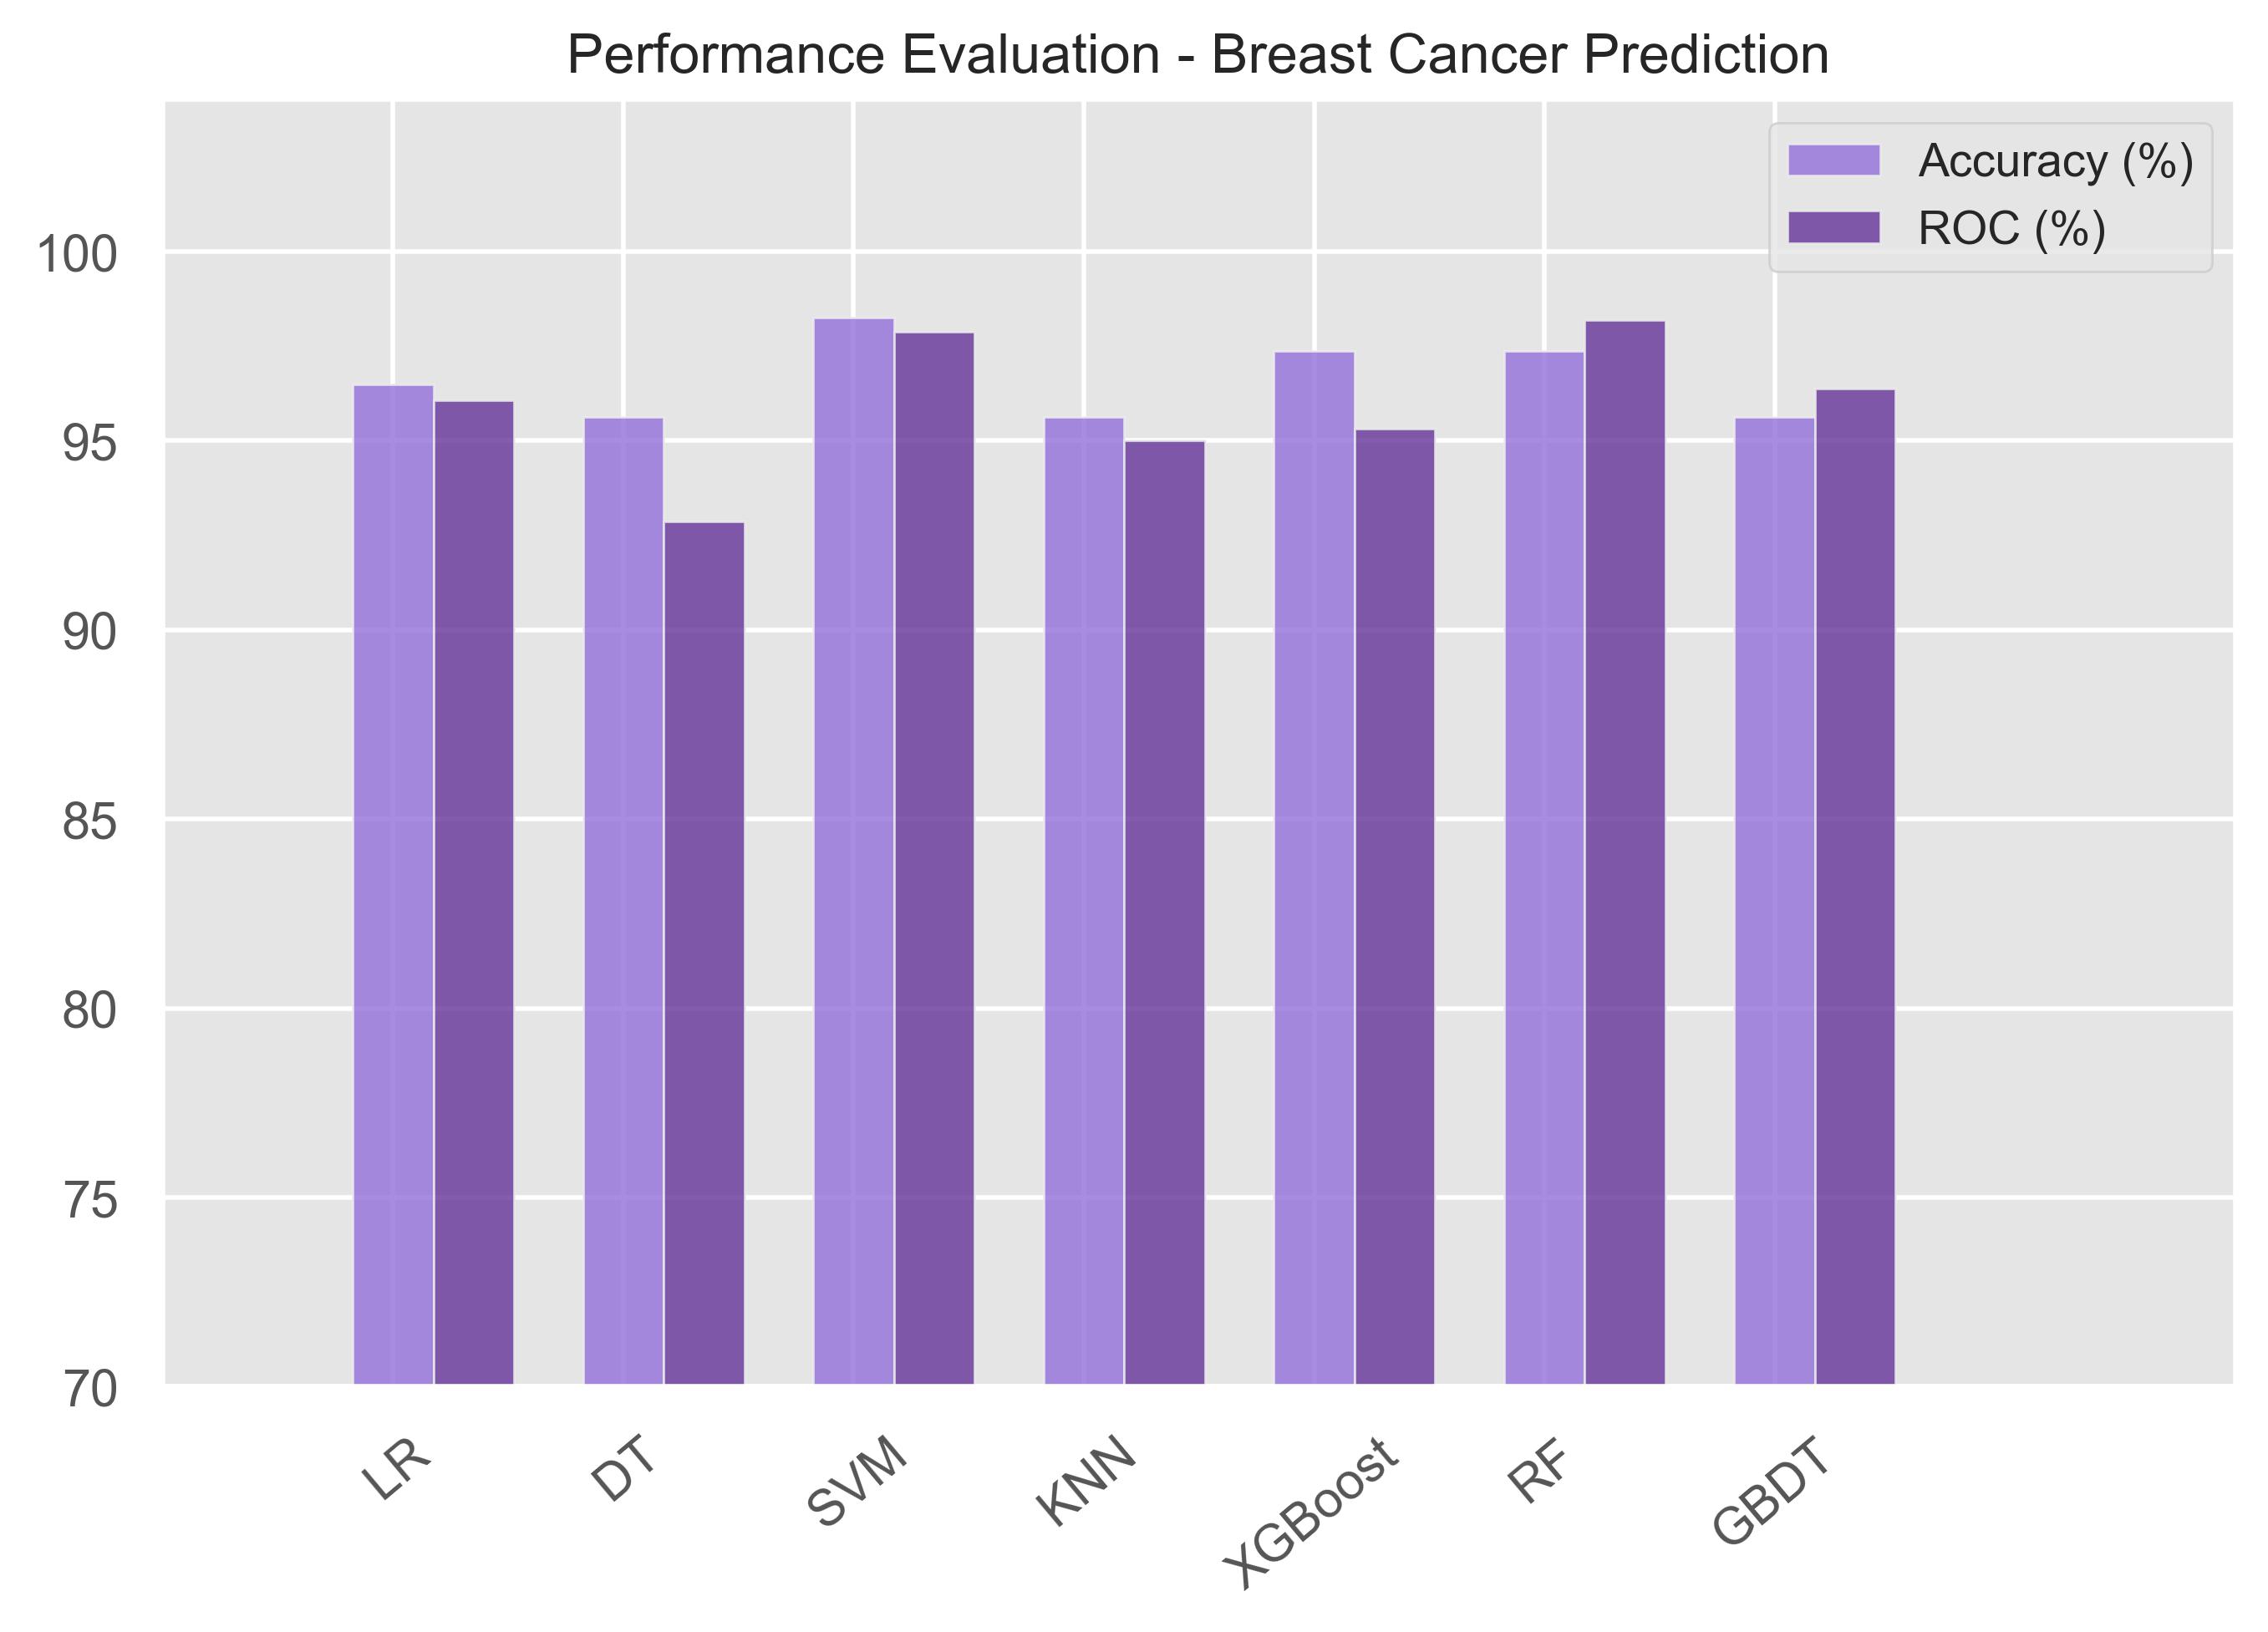 Performance Evaluation - Breast Cancer Prediction
Accuracy (%)
ROC (%)
100
95
90
85
80
75
70
LR
DT
SVM
KNN
XGBoost
RF
GBDT